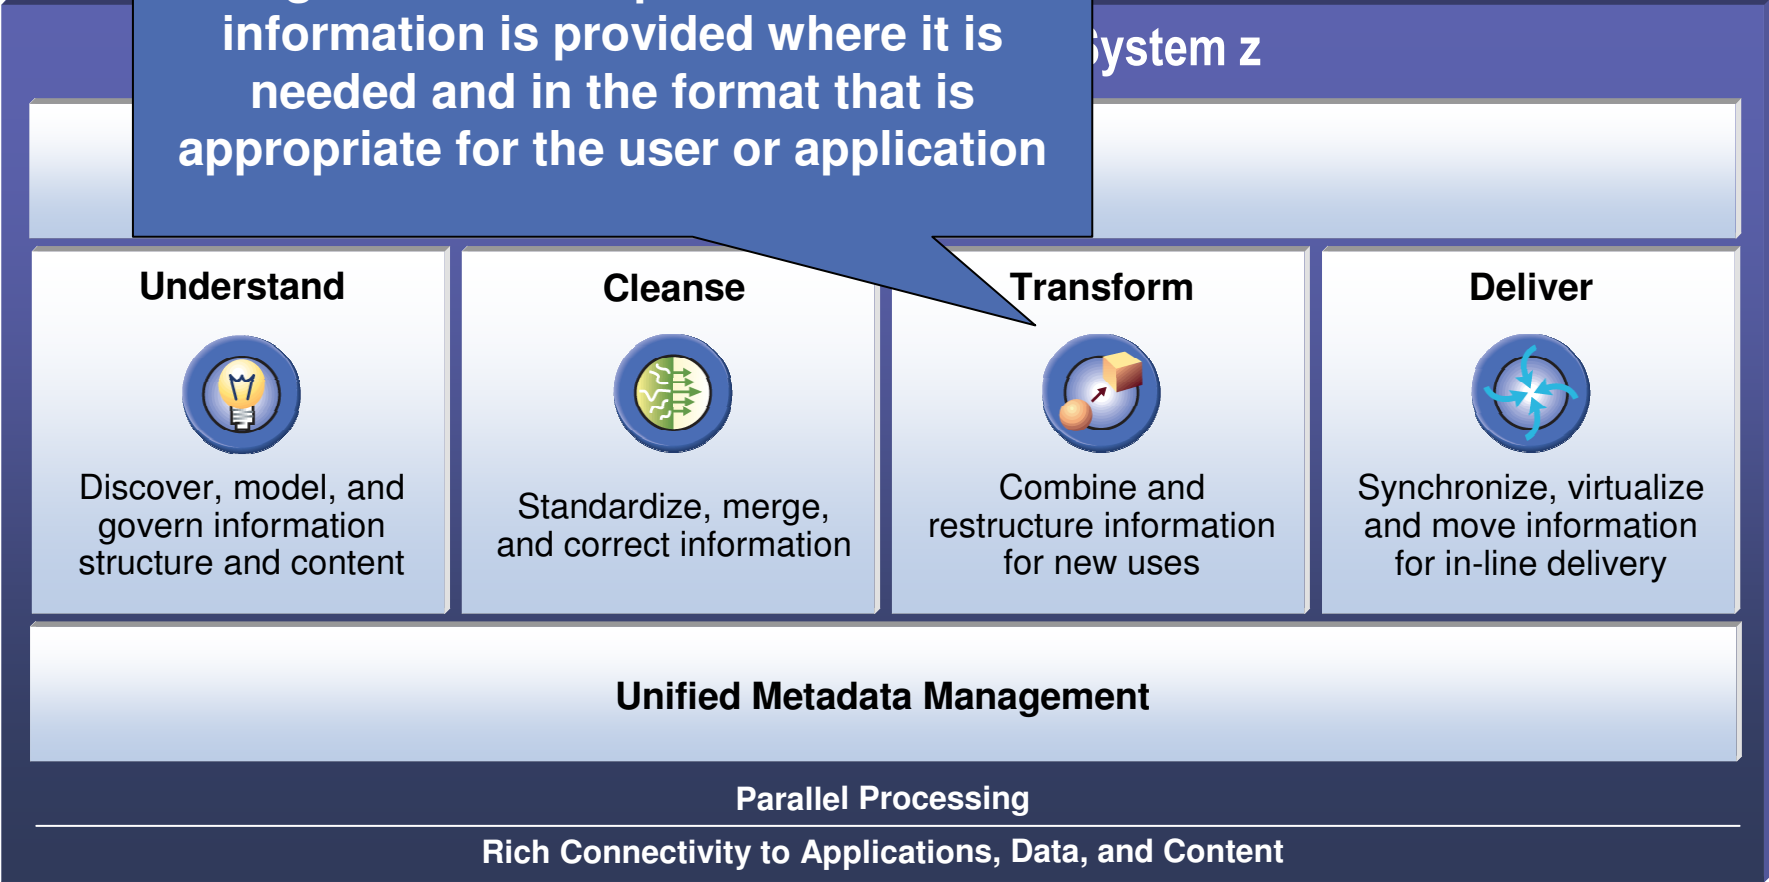 information is provided where it is
needed and in the format that is
appropriate for the user or application
System z
Understand
Discover, model, and
govern information
structure and content
Cleanse
Standardize, merge,
and correct information
Transform
Combine and
restructure information
for new uses
Deliver
Synchronize, virtualize
and move information
for in-line delivery
Unified Metadata Management
Parallel Processing
Rich Connectivity to Applications, Data, and Content